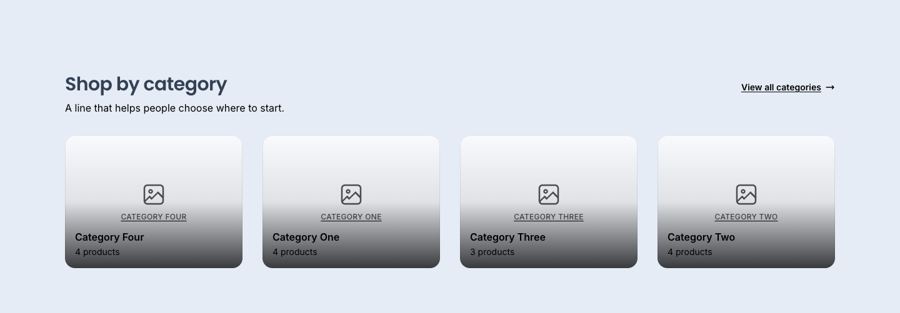 Shop by category
View all categories →
A line that helps people choose where to start.
CATEGORY FOUR
Category Four
4 products
CATEGORY ONE
Category One
4 products
CATEGORY THREE
Category Three
3 products
CATEGORY TWO
Category Two
4 products